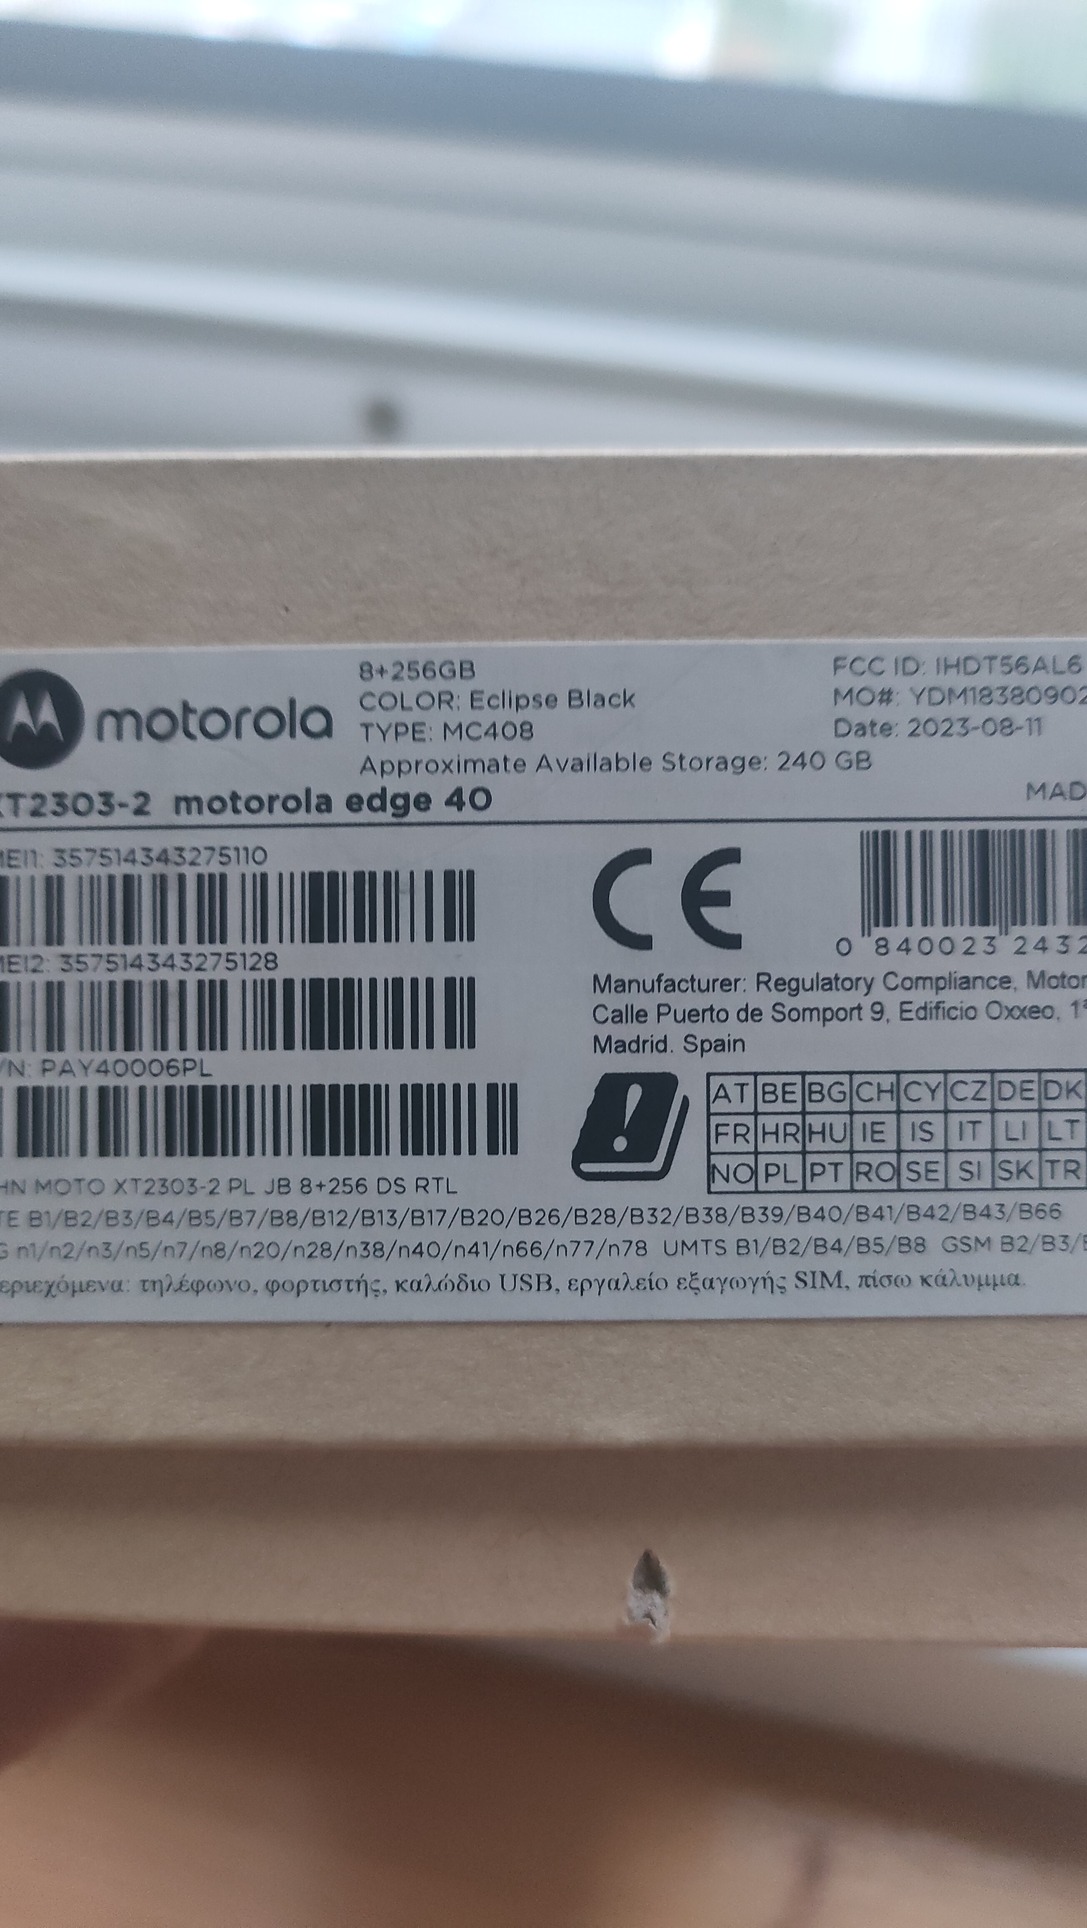 motorola
8+256GB
COLOR: Eclipse Black
TYPE: MC408
Approximate Available Storage: 240 GB
FCC ID: IHDT56AL6
MO#: YDM18380902
Date: 2023-08-11
XT2303-2 motorola edge 40
MAD
MEI1: 357514343275110
MEI2: 357514343275128
/N: PAY40006PL
CE
0 840023 2432
Manufacturer: Regulatory Compliance, Motor
Calle Puerto de Somport 9, Edificio Oxxeo, 1ª
Madrid. Spain
AT BE BG CH CY CZ DE DK
FR HR HU IE IS IT LI LT
NO PL PT RO SE SI SK TR
HN MOTO XT2303-2 PL JB 8+256 DS RTL
TE B1/B2/B3/B4/B5/B7/B8/B12/B13/B17/B20/B26/B28/B32/B38/B39/B40/B41/B42/B43/B66
G n1/n2/n3/n5/n7/n8/n20/n28/n38/n40/n41/n66/n77/n78 UMTS B1/B2/B4/B5/B8 GSM B2/B3/
εριεχόμενα: τηλέφωνο, φορτιστής, καλώδιο USB, εργαλείο εξαγωγής SIM, πίσω κάλυμμα.